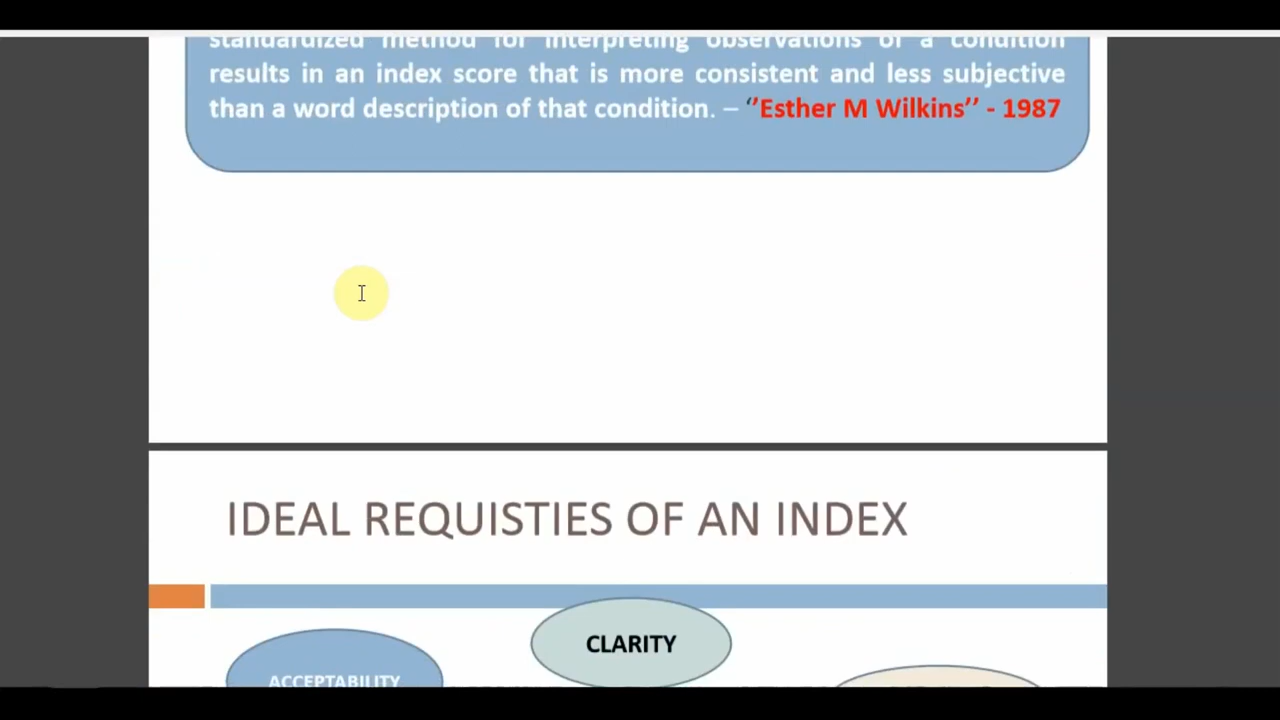 standardized method for interpreting observations of a condition
results in an index score that is more consistent and less subjective
than a word description of that condition. – ‘’Esther M Wilkins’’ - 1987
IDEAL REQUISTIES OF AN INDEX
CLARITY
ACCEPTABILITY